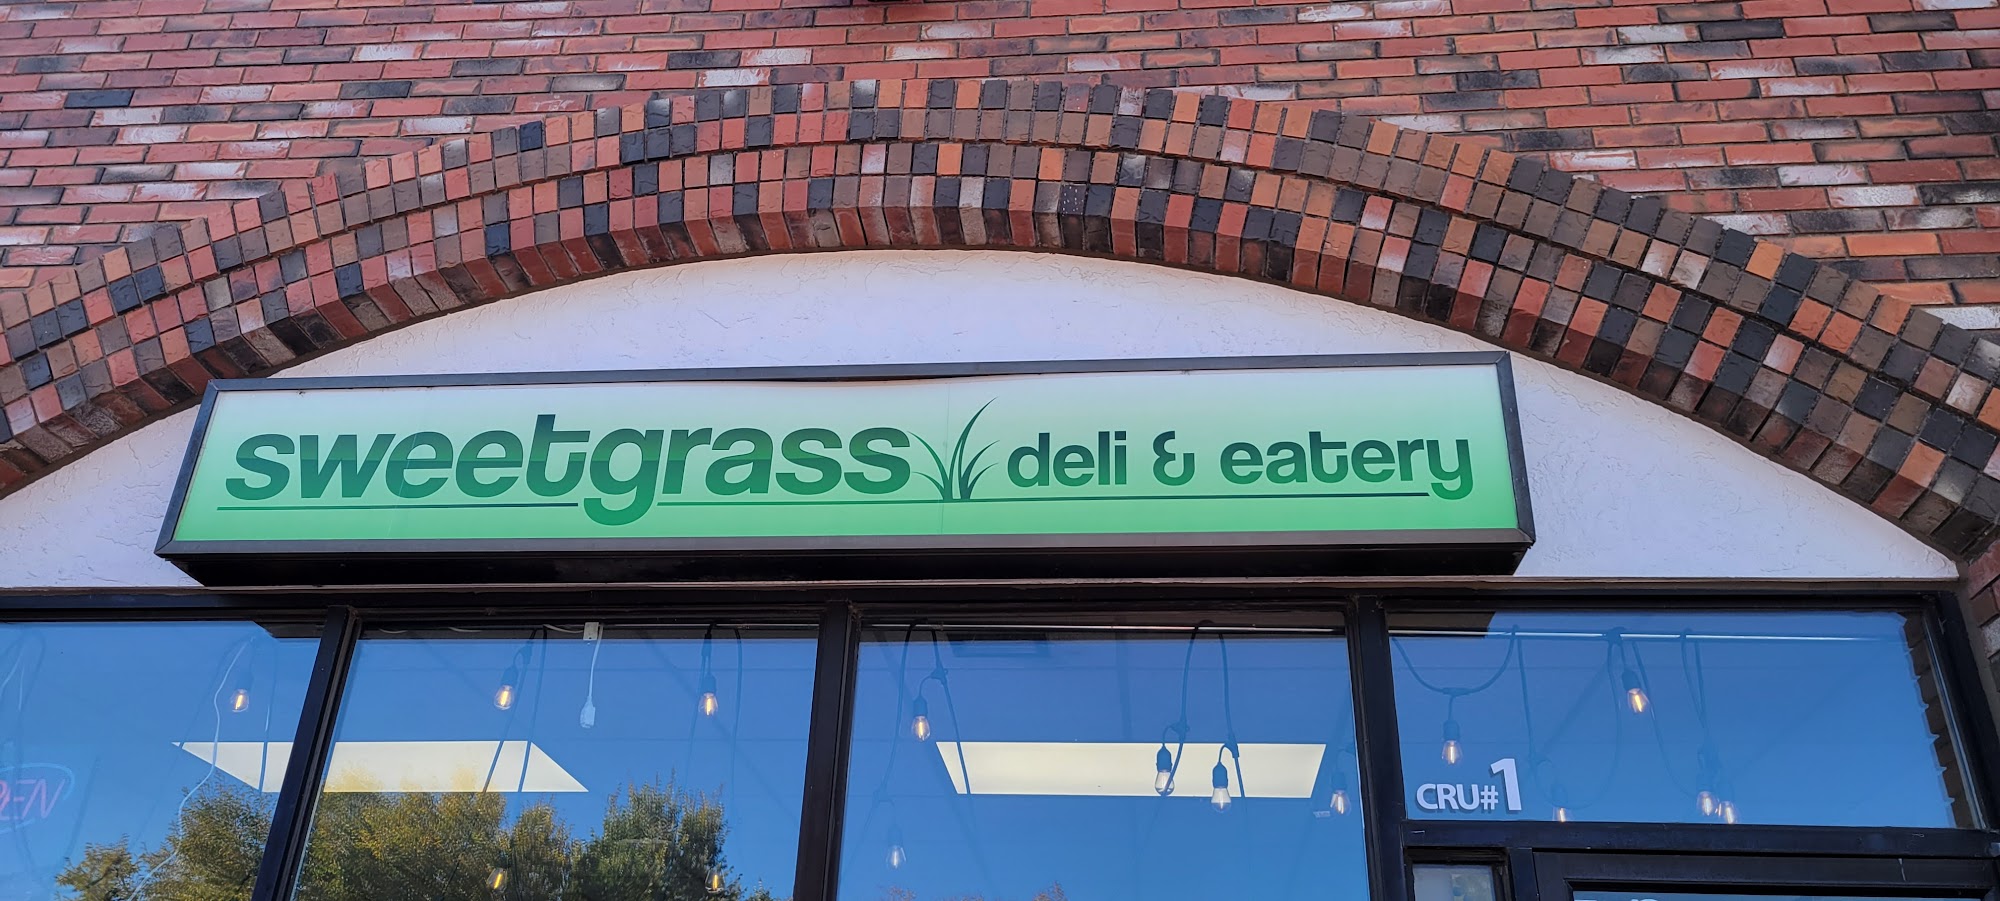 sweetgrass deli & eatery
CRU#1